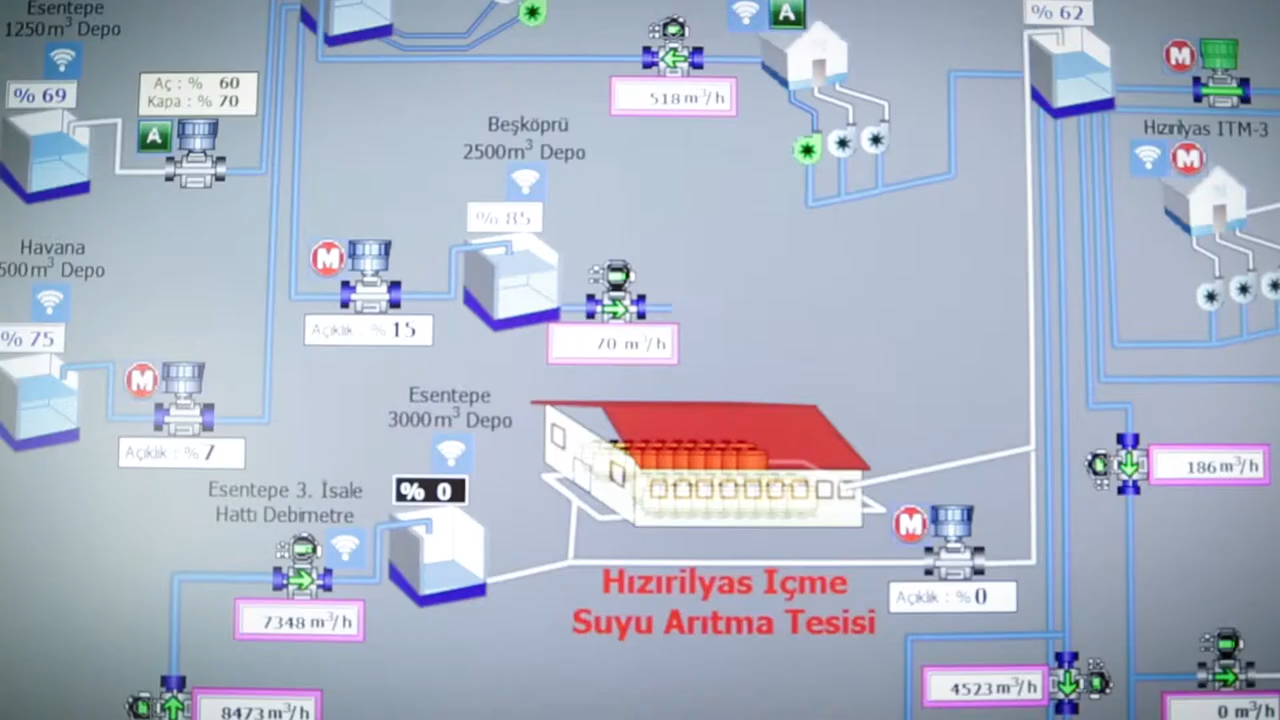 Esentepe
1250m³ Depo
% 69
Aç : % 60
Kapa : % 70
A
518 m³/h
A
% 62
M
Hızırilyas ITM-3
M
Beşköprü
2500m³ Depo
% 85
M
Açıklık : % 15
70 m³/h
Havana
500m³ Depo
% 75
M
Açıklık : % 7
Esentepe
3000m³ Depo
% 0
Esentepe 3. İsale
Hattı Debimetre
7348 m³/h
8473 m³/h
Hızırilyas İçme
Suyu Arıtma Tesisi
M
Açıklık : % 0
186 m³/h
4523 m³/h
0 m³/h